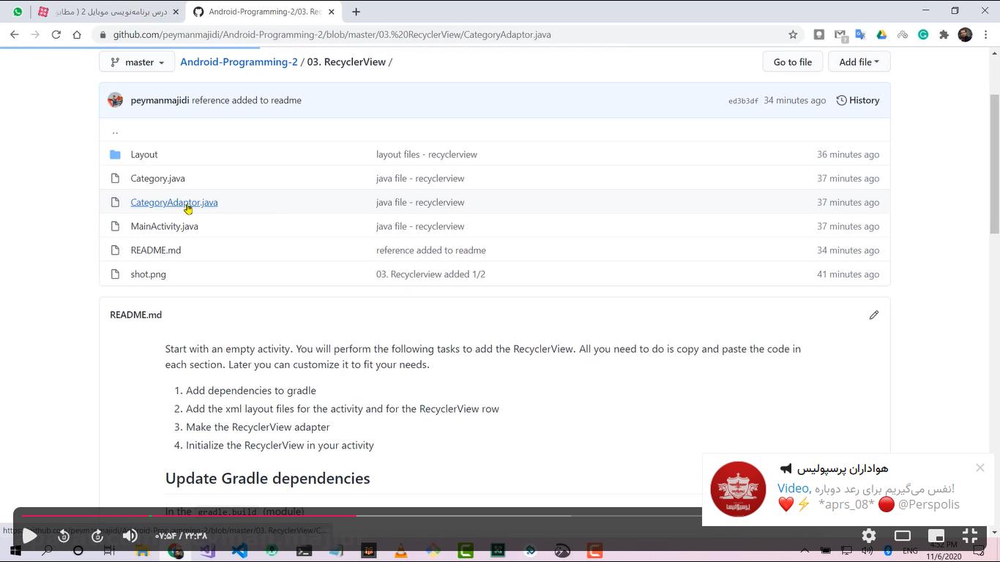 درس برنامه‌نویسی موبایل 2 ( مطابق
Android-Programming-2/03. Rec
github.com/peymanmajidi/Android-Programming-2/blob/master/03.%20RecyclerView/CategoryAdaptor.java
master
Android-Programming-2 / 03. RecyclerView /
Go to file
Add file
peymanmajidi reference added to readme
ed3b3df 34 minutes ago History
..
Layout layout files - recyclerview 36 minutes ago
Category.java java file - recyclerview 37 minutes ago
CategoryAdaptor.java java file - recyclerview 37 minutes ago
MainActivity.java java file - recyclerview 37 minutes ago
README.md reference added to readme 34 minutes ago
shot.png 03. Recyclerview added 1/2 41 minutes ago
README.md
Start with an empty activity. You will perform the following tasks to add the RecyclerView. All you need to do is copy and paste the code in
each section. Later you can customize it to fit your needs.
1. Add dependencies to gradle
2. Add the xml layout files for the activity and for the RecyclerView row
3. Make the RecyclerView adapter
4. Initialize the RecyclerView in your activity
Update Gradle dependencies
In the gradle.build (module)
هواداران پرسپولیس
Video, نفس می‌گیریم برای رعد دوباره!
❤️⚡ *aprs_08* 🔴 @Perspolis
https://github.com/peymanmajidi/Android-Programming-2/blob/master/03. RecyclerView/C...
۰۷:۵۴ / ۲۲:۳۸
ENG
4:52 PM
11/6/2020